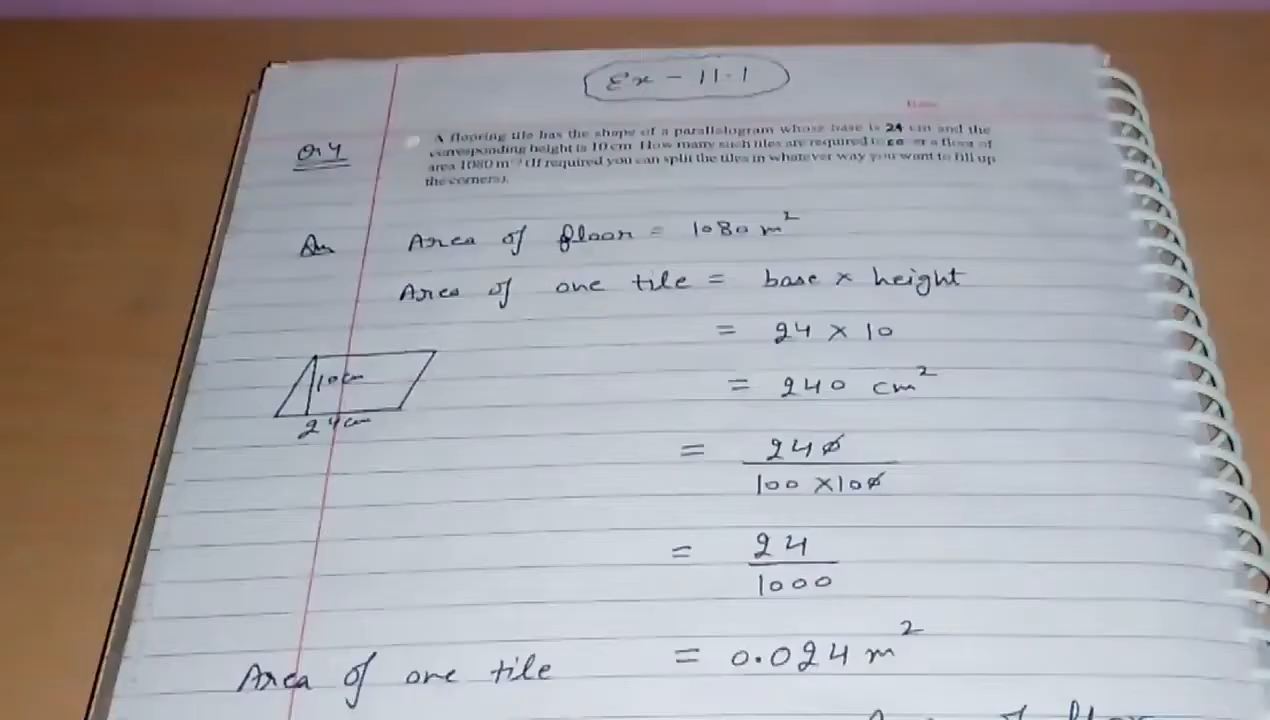 Ex - 11.1
Q 4
A flooring tile has the shape of a parallelogram whose base is 24 cm and the
corresponding height is 10 cm. How many such tiles are required to a floor of
area 1080 m² (If required you can split the tiles in whatever way you want to fill up
the corners).
Area of floor = 1080 m²
Area of one tile = base × height
= 24 × 10
10 cm
= 240 cm²
24 cm
= 240
100 × 100
= 24
1000
Area of one tile = 0.024 m²